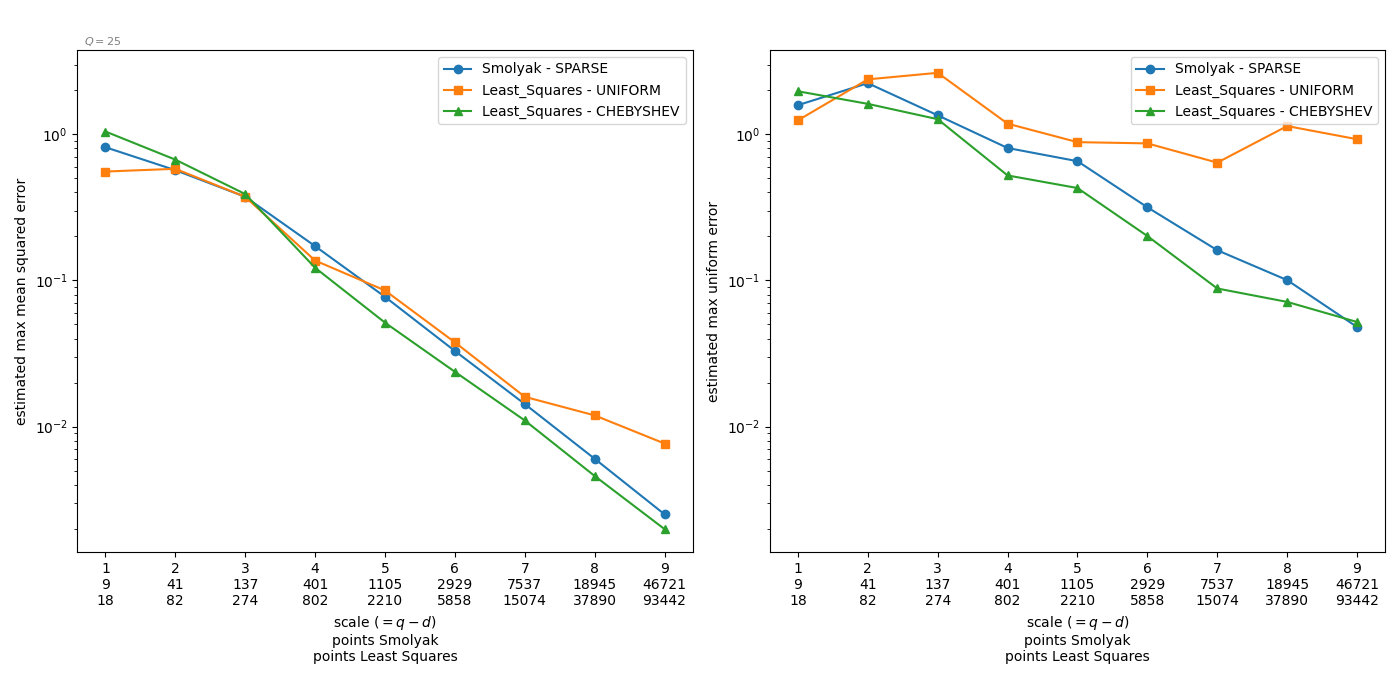 Q = 25
estimated max mean squared error
10⁰
10⁻¹
10⁻²
Smolyak - SPARSE
Least_Squares - UNIFORM
Least_Squares - CHEBYSHEV
1 2 3 4 5 6 7 8 9
9 41 137 401 1105 2929 7537 18945 46721
18 82 274 802 2210 5858 15074 37890 93442
scale (= q − d)
points Smolyak
points Least Squares
estimated max uniform error
10⁰
10⁻¹
10⁻²
Smolyak - SPARSE
Least_Squares - UNIFORM
Least_Squares - CHEBYSHEV
1 2 3 4 5 6 7 8 9
9 41 137 401 1105 2929 7537 18945 46721
18 82 274 802 2210 5858 15074 37890 93442
scale (= q − d)
points Smolyak
points Least Squares